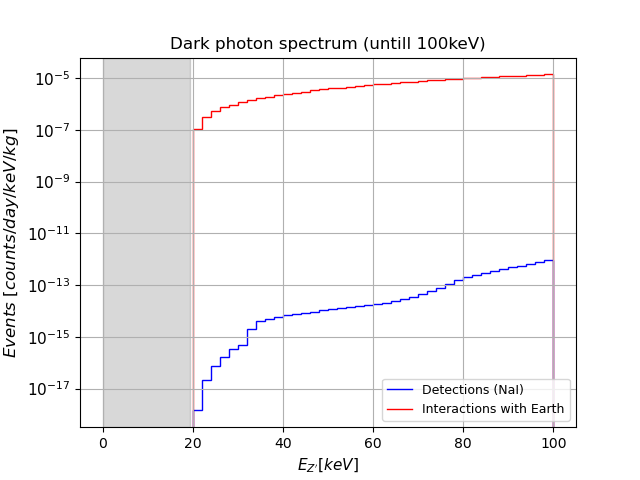 Dark photon spectrum (untill 100keV)
Events [counts/day/keV/kg]
10⁻⁵
10⁻⁷
10⁻⁹
10⁻¹¹
10⁻¹³
10⁻¹⁵
10⁻¹⁷
Detections (NaI)
Interactions with Earth
0 20 40 60 80 100
E_{Z'}[keV]